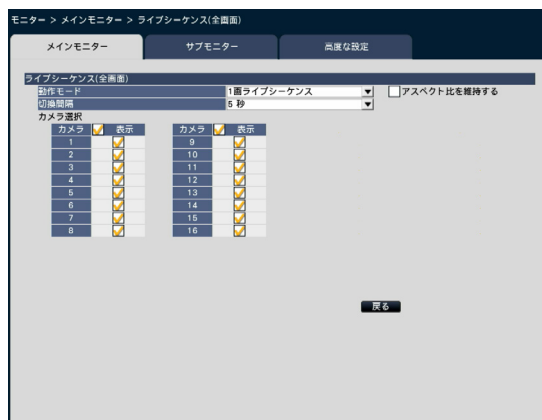 モニター > メインモニター > ライブシーケンス(全画面)
メインモニター サブモニター 高度な設定
ライブシーケンス(全画面)
動作モード 1画ライブシーケンス アスペクト比を維持する
切換間隔 5 秒
カメラ選択
カメラ 表示 カメラ 表示
1 9
2 10
3 11
4 12
5 13
6 14
7 15
8 16
戻る